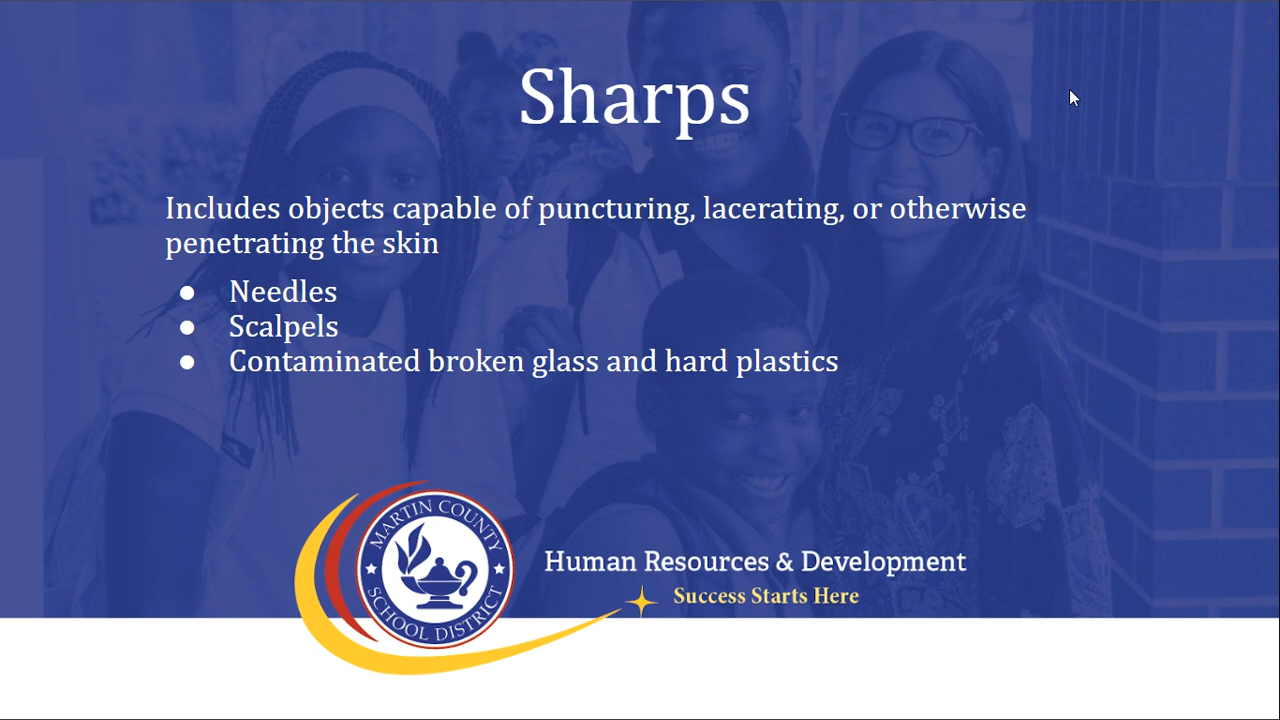 Sharps
Includes objects capable of puncturing, lacerating, or otherwise
penetrating the skin
● Needles
● Scalpels
● Contaminated broken glass and hard plastics
MARTIN COUNTY
SCHOOL DISTRICT
Human Resources & Development
Success Starts Here